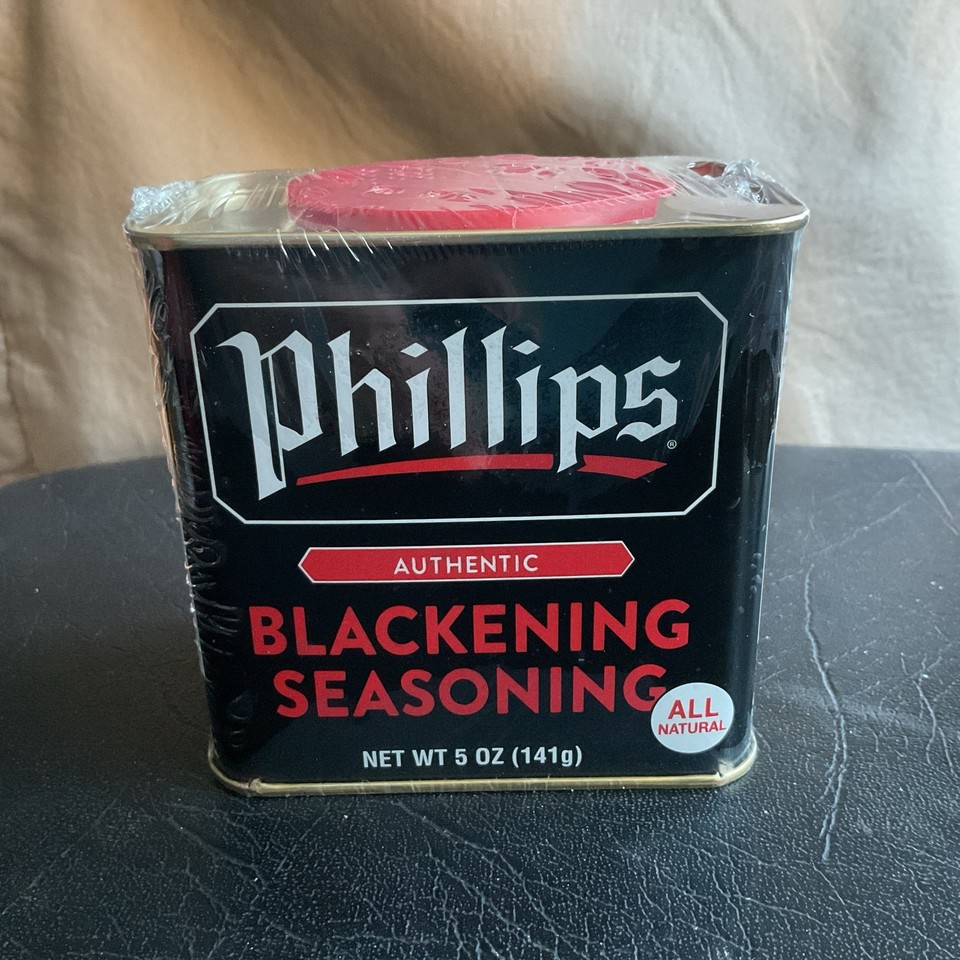 Phillips®
AUTHENTIC
BLACKENING
SEASONING
ALL
NATURAL
NET WT 5 OZ (141g)